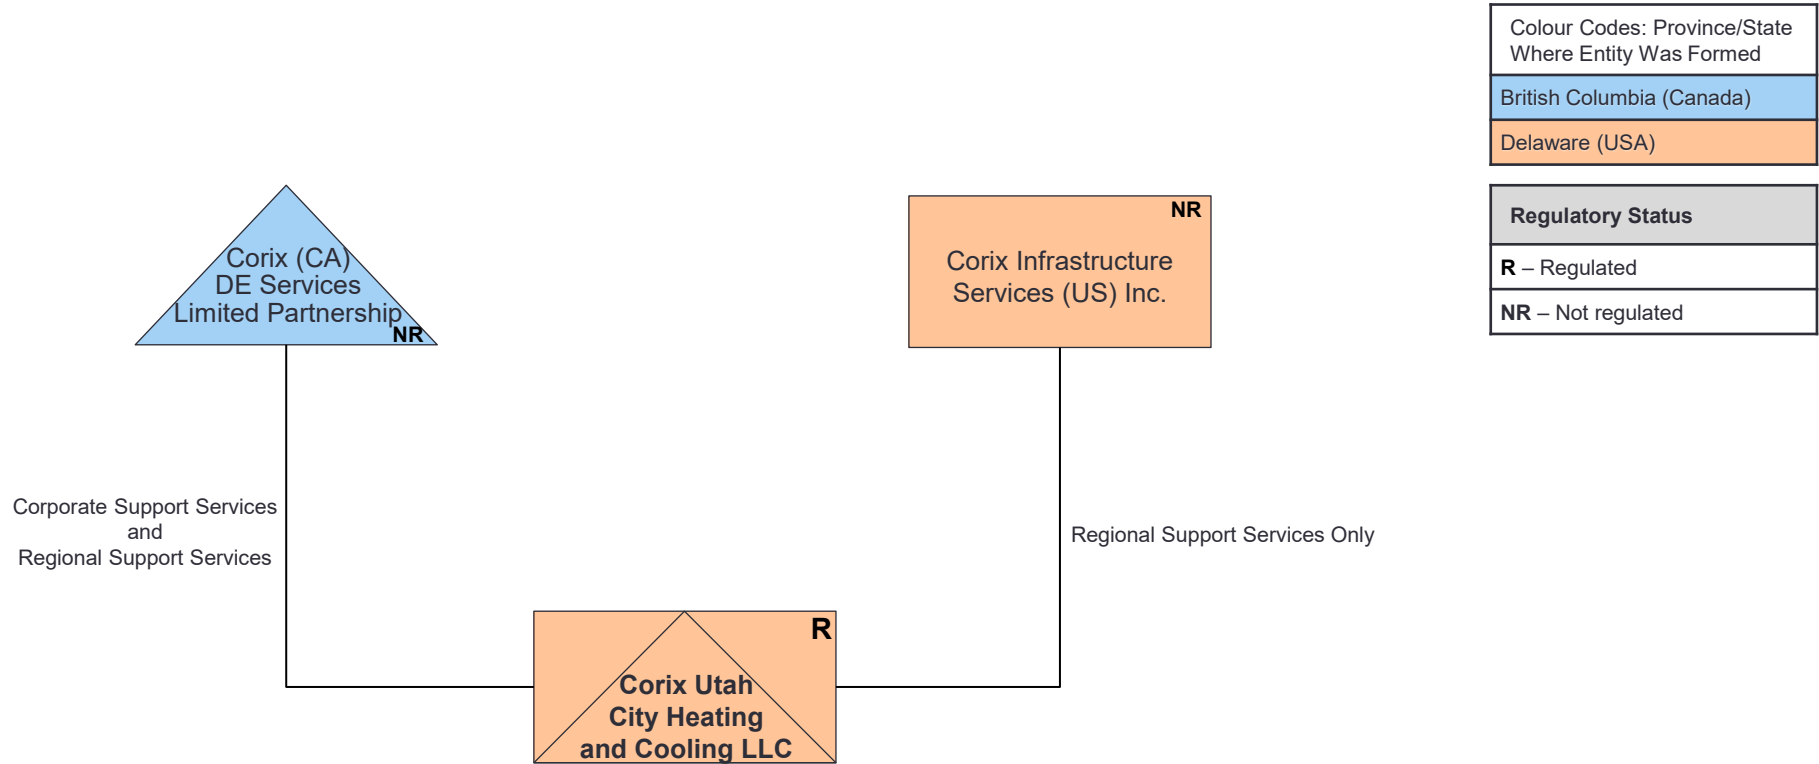 Colour Codes: Province/State
Where Entity Was Formed
British Columbia (Canada)
Delaware (USA)
Regulatory Status
R – Regulated
NR – Not regulated
Corix (CA)
DE Services
Limited Partnership
NR
NR
Corix Infrastructure
Services (US) Inc.
Corporate Support Services
and
Regional Support Services
Regional Support Services Only
R
Corix Utah
City Heating
and Cooling LLC